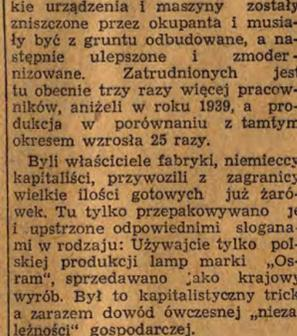 kie urządzenia i maszyny zostały
zniszczone przez okupanta i musia-
ły być z gruntu odbudowane, a na-
stępnie ulepszone i zmoder-
nizowane. Zatrudnionych jest
tu obecnie trzy razy więcej pracow-
ników, aniżeli w roku 1939, a pro-
dukcja w porównaniu z tamtym
okresem wzrosła 25 razy.
Byli właściciele fabryki, niemieccy
kapitaliści, przywozili z zagranicy
wielkie ilości gotowych już żaró-
wek. Tu tylko przepakowywano je
i upstrzone odpowiednimi slogana-
mi w rodzaju: Używajcie tylko pol-
skiej produkcji lamp marki „Os-
ram", sprzedawano jako krajowy
wyrób. Był to kapitalistyczny trick
a zarazem dowód ówczesnej „nieza-
leżności" gospodarczej.